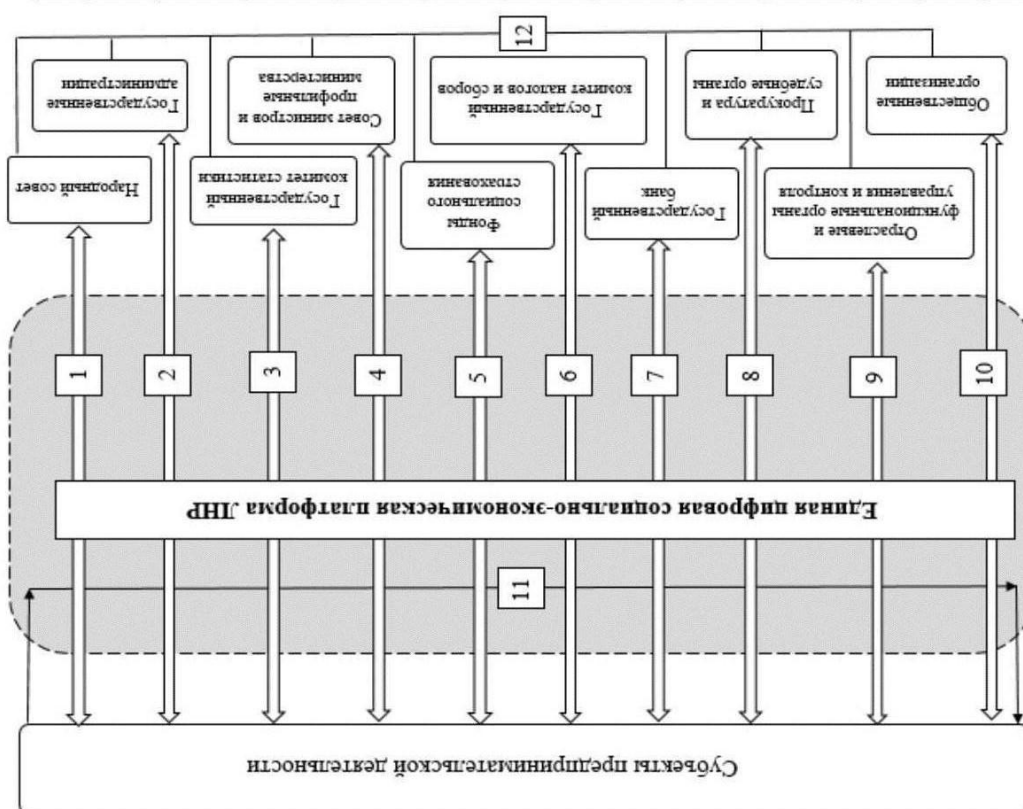 Субъекты предпринимательской деятельности
11
Единая цифровая социально-экономическая платформа ЛНР
10
9
8
7
6
5
4
3
2
1
Отраслевые и
функциональные органы
управления и контроля
Государственный
банк
Фонды
социального
страхования
Государственный
комитет статистики
Народный совет
Общественные
организации
Прокуратура и
судебные органы
Государственный
комитет налогов и сборов
Совет министров и
профильные
министерства
Государственные
администрации
12